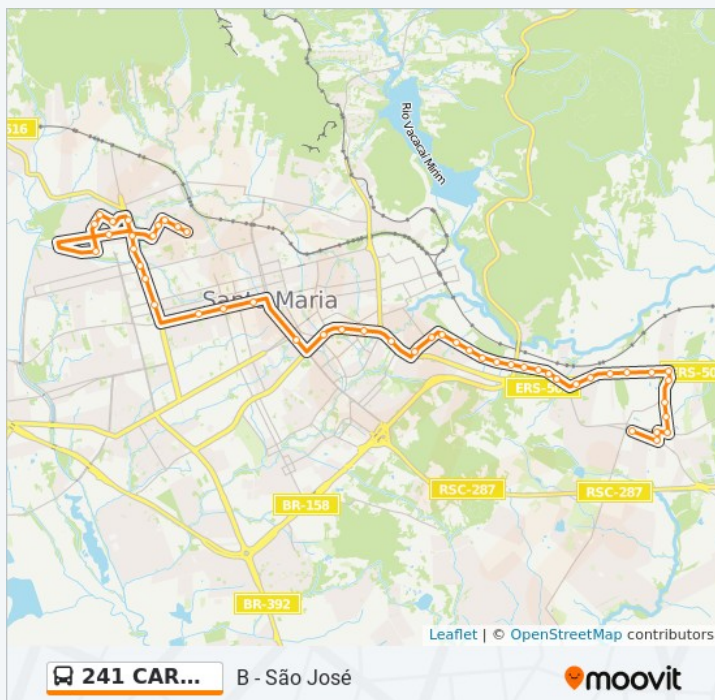 516
Rio Vacacaí Mirim
Santa Maria
ERS-50
ERS-50
RSC-287
RSC-287
BR-158
BR-392
Leaflet | © OpenStreetMap contributors
241 CAR... B - São José moovit